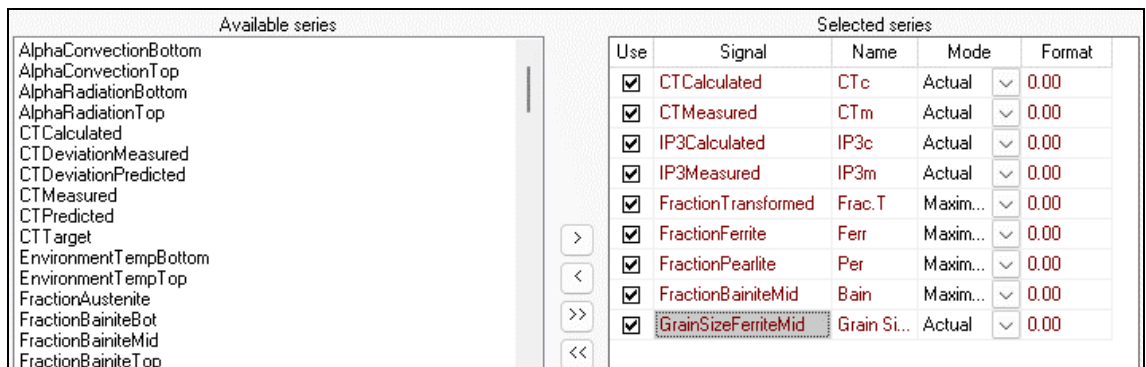 Available series
AlphaConvectionBottom
AlphaConvectionTop
AlphaRadiationBottom
AlphaRadiationTop
CTCalculated
CTDeviationMeasured
CTDeviationPredicted
CTMeasured
CTPredicted
CTTarget
EnvironmentTempBottom
EnvironmentTempTop
FractionAustenite
FractionBainiteBot
FractionBainiteMid
FractionBainiteTop
>
<
>>
<<
Selected series
Use Signal Name Mode Format
CTCalculated CTc Actual 0.00
CTMeasured CTm Actual 0.00
IP3Calculated IP3c Actual 0.00
IP3Measured IP3m Actual 0.00
FractionTransformed Frac.T Maxim... 0.00
FractionFerrite Ferr Maxim... 0.00
FractionPearlite Per Maxim... 0.00
FractionBainiteMid Bain Maxim... 0.00
GrainSizeFerriteMid Grain Si... Actual 0.00